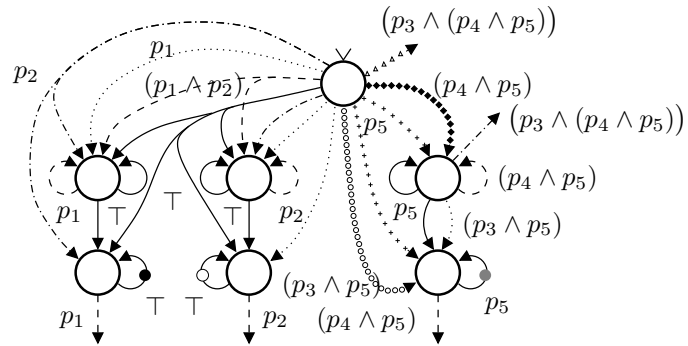 (p₃ ∧ (p₄ ∧ p₅))
p₁
p₂
(p₁ ∧ p₂)
(p₄ ∧ p₅)
p₅
(p₃ ∧ (p₄ ∧ p₅))
(p₄ ∧ p₅)
p₁
⊤
⊤
⊤
p₂
p₅
(p₃ ∧ p₅)
(p₃ ∧ p₅)
p₁
⊤
⊤
p₂
(p₄ ∧ p₅)
p₅